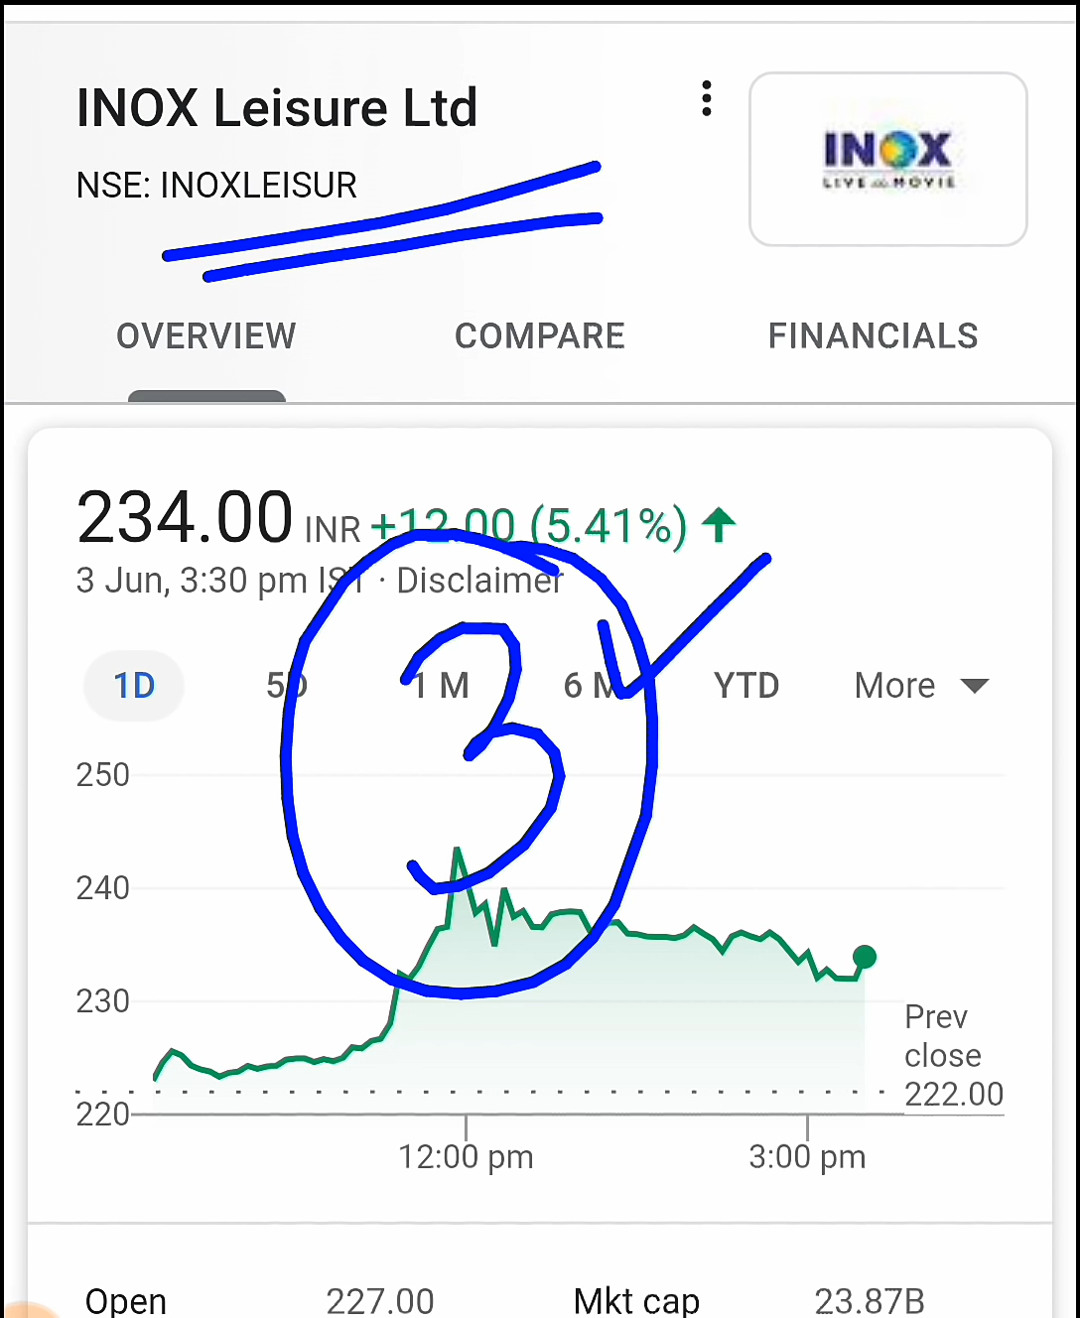 INOX Leisure Ltd
INOX
LIVE the MOVIE
NSE: INOXLEISUR
OVERVIEW COMPARE FINANCIALS
234.00 INR +12.00 (5.41%)
3 Jun, 3:30 pm IST · Disclaimer
1D 5D 1 M 6 M YTD More
3
250
240
230
Prev
close
222.00
220
12:00 pm 3:00 pm
Open 227.00 Mkt cap 23.87B